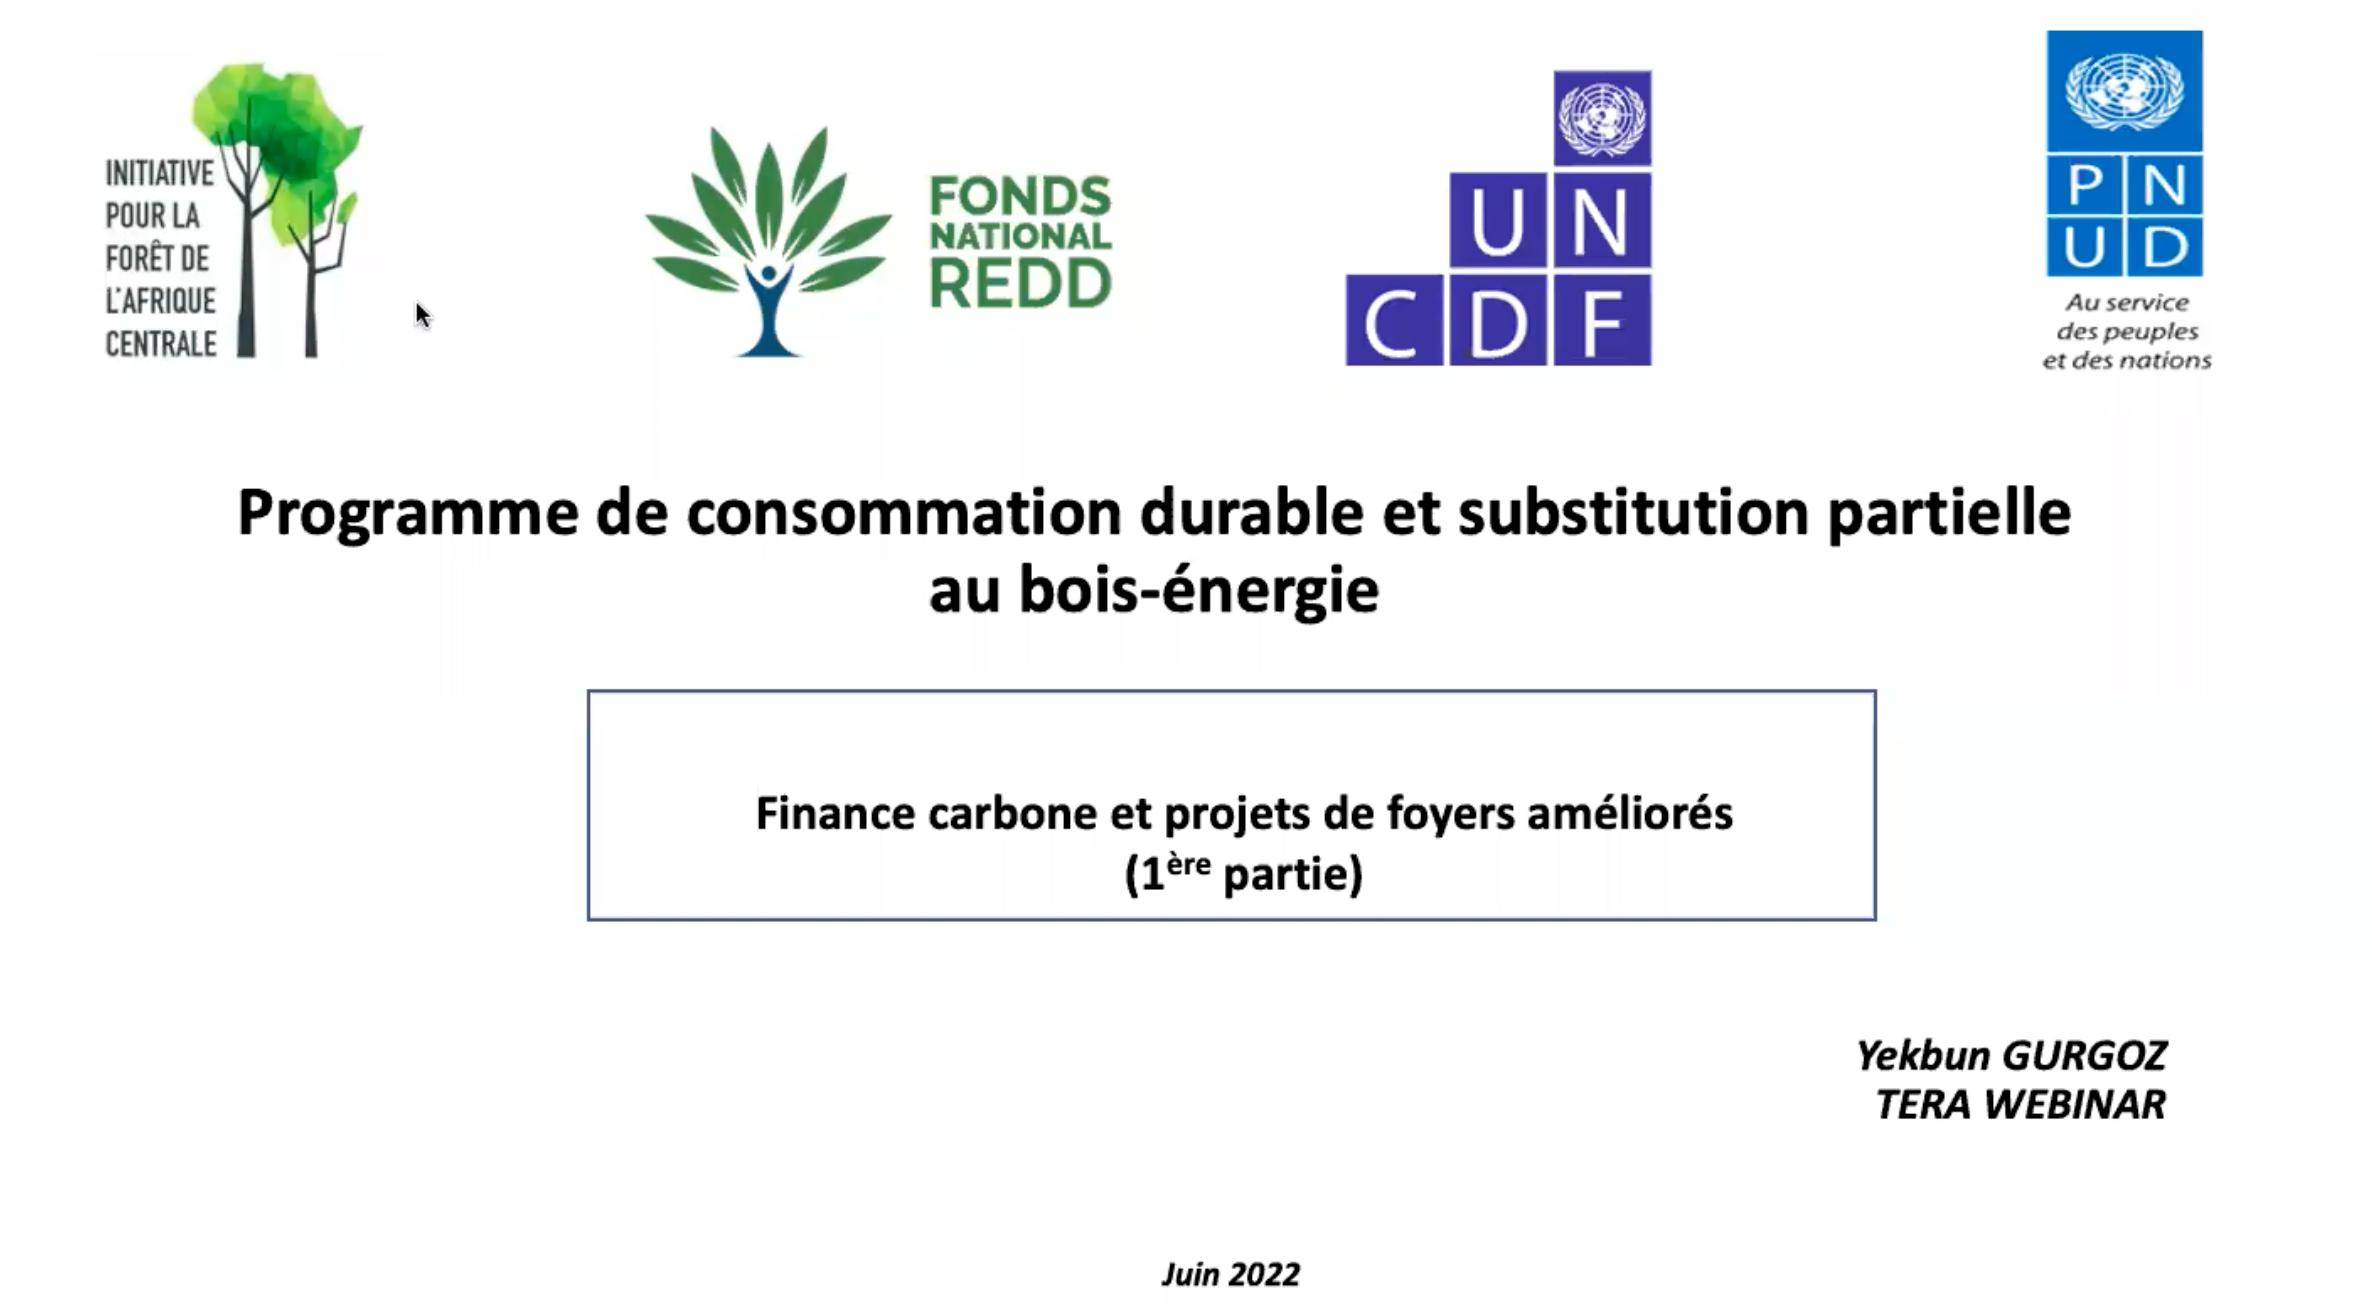 INITIATIVE
POUR LA
FORÊT DE
L'AFRIQUE
CENTRALE
FONDS
NATIONAL
REDD
UN
CDF
PN
UD
Au service
des peuples
et des nations
Programme de consommation durable et substitution partielle
au bois-énergie
Finance carbone et projets de foyers améliorés
(1ère partie)
Yekbun GURGOZ
TERA WEBINAR
Juin 2022